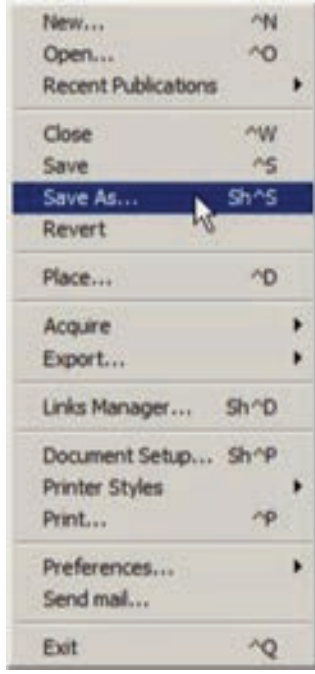 New... ^N
Open... ^O
Recent Publications
Close ^W
Save ^S
Save As... Sh^S
Revert
Place... ^D
Acquire
Export...
Links Manager... Sh^D
Document Setup... Sh^P
Printer Styles
Print... ^P
Preferences...
Send mail...
Exit ^Q